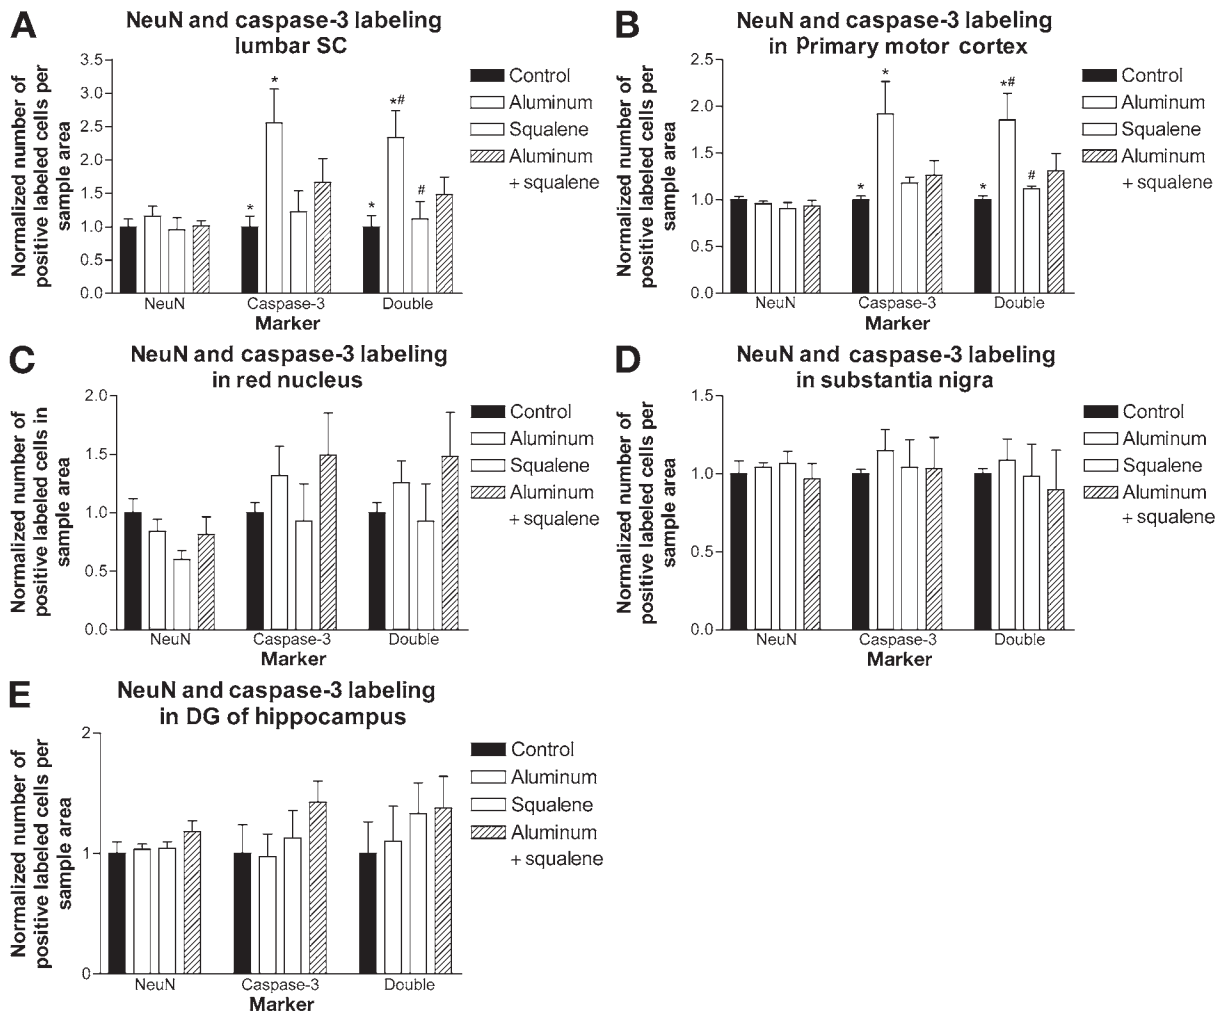 A
NeuN and caspase-3 labeling
lumbar SC
Normalized number of
positive labeled cells per
sample area
3.5
3.0
2.5
2.0
1.5
1.0
0.5
0.0
*
*
*
*#
#
NeuN
Caspase-3
Double
Marker
Control
Aluminum
Squalene
Aluminum
+ squalene
B
NeuN and caspase-3 labeling
in primary motor cortex
Normalized number of
positive labeled cells per
sample area
2.5
2.0
1.5
1.0
0.5
0.0
*
*
*
*#
#
NeuN
Caspase-3
Double
Marker
Control
Aluminum
Squalene
Aluminum
+ squalene
C
NeuN and caspase-3 labeling
in red nucleus
Normalized number of
positive labeled cells in
sample area
2.0
1.5
1.0
0.5
0.0
NeuN
Caspase-3
Double
Marker
Control
Aluminum
Squalene
Aluminum
+ squalene
D
NeuN and caspase-3 labeling
in substantia nigra
Normalized number of
positive labeled cells per
sample area
1.5
1.0
0.5
0.0
NeuN
Caspase-3
Double
Marker
Control
Aluminum
Squalene
Aluminum
+ squalene
E
NeuN and caspase-3 labeling
in DG of hippocampus
Normalized number of
positive labeled cells per
sample area
2
1
0
NeuN
Caspase-3
Double
Marker
Control
Aluminum
Squalene
Aluminum
+ squalene